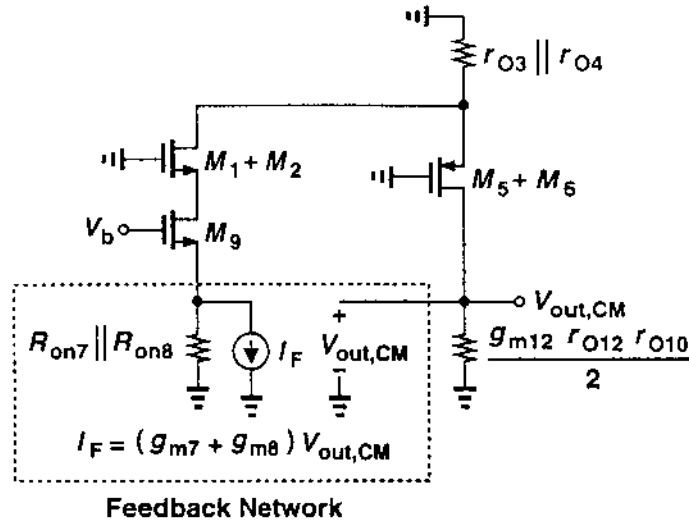 r_O3 || r_O4
M_1 + M_2
M_5 + M_6
V_b
M_9
V_out,CM
R_on7 || R_on8
I_F
+
V_out,CM
−
g_m12 r_O12 r_O10
2
I_F = ( g_m7 + g_m8 ) V_out,CM
Feedback Network